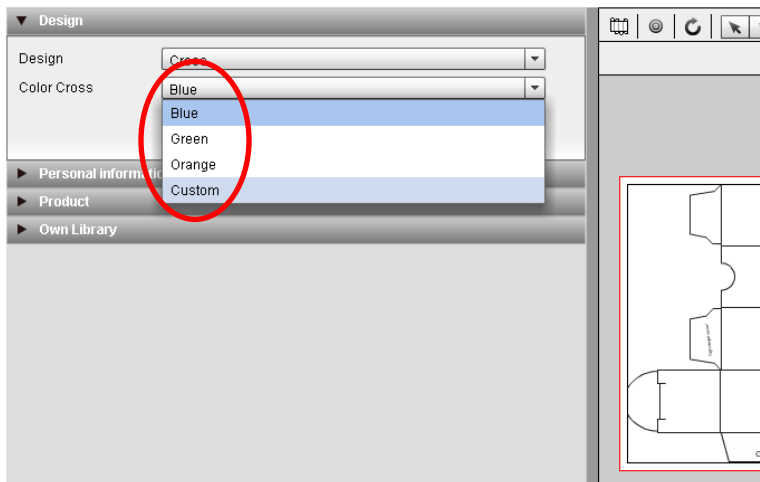 Design
Design Cross
Color Cross Blue
Blue
Green
Orange
Custom
Personal informatio
Product
Own Library